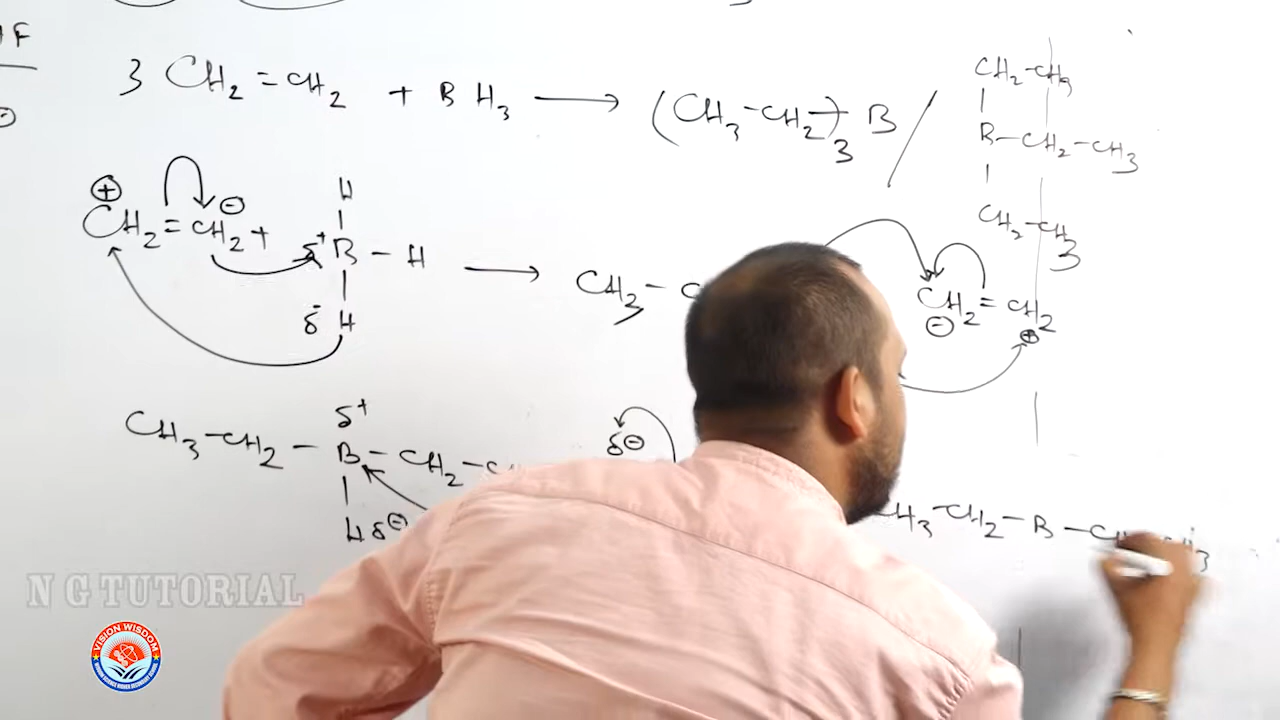 3 CH₂ = CH₂ + BH₃ ⟶ (CH₃-CH₂)₃ B
CH₂-CH₃
B-CH₂-CH₃
CH₂-CH₃
⊕ ⊖
CH₂ = CH₂ +
H
δ⁺ B - H
δ⁻ H
⟶ CH₃ -
CH₂ = CH₂
⊖ ⊕
δ⁺
CH₃-CH₂ - B - CH₂ -
H δ⊖
δ⊖
H₃-CH₂ - B -
N G TUTORIAL
VISION WISDOM